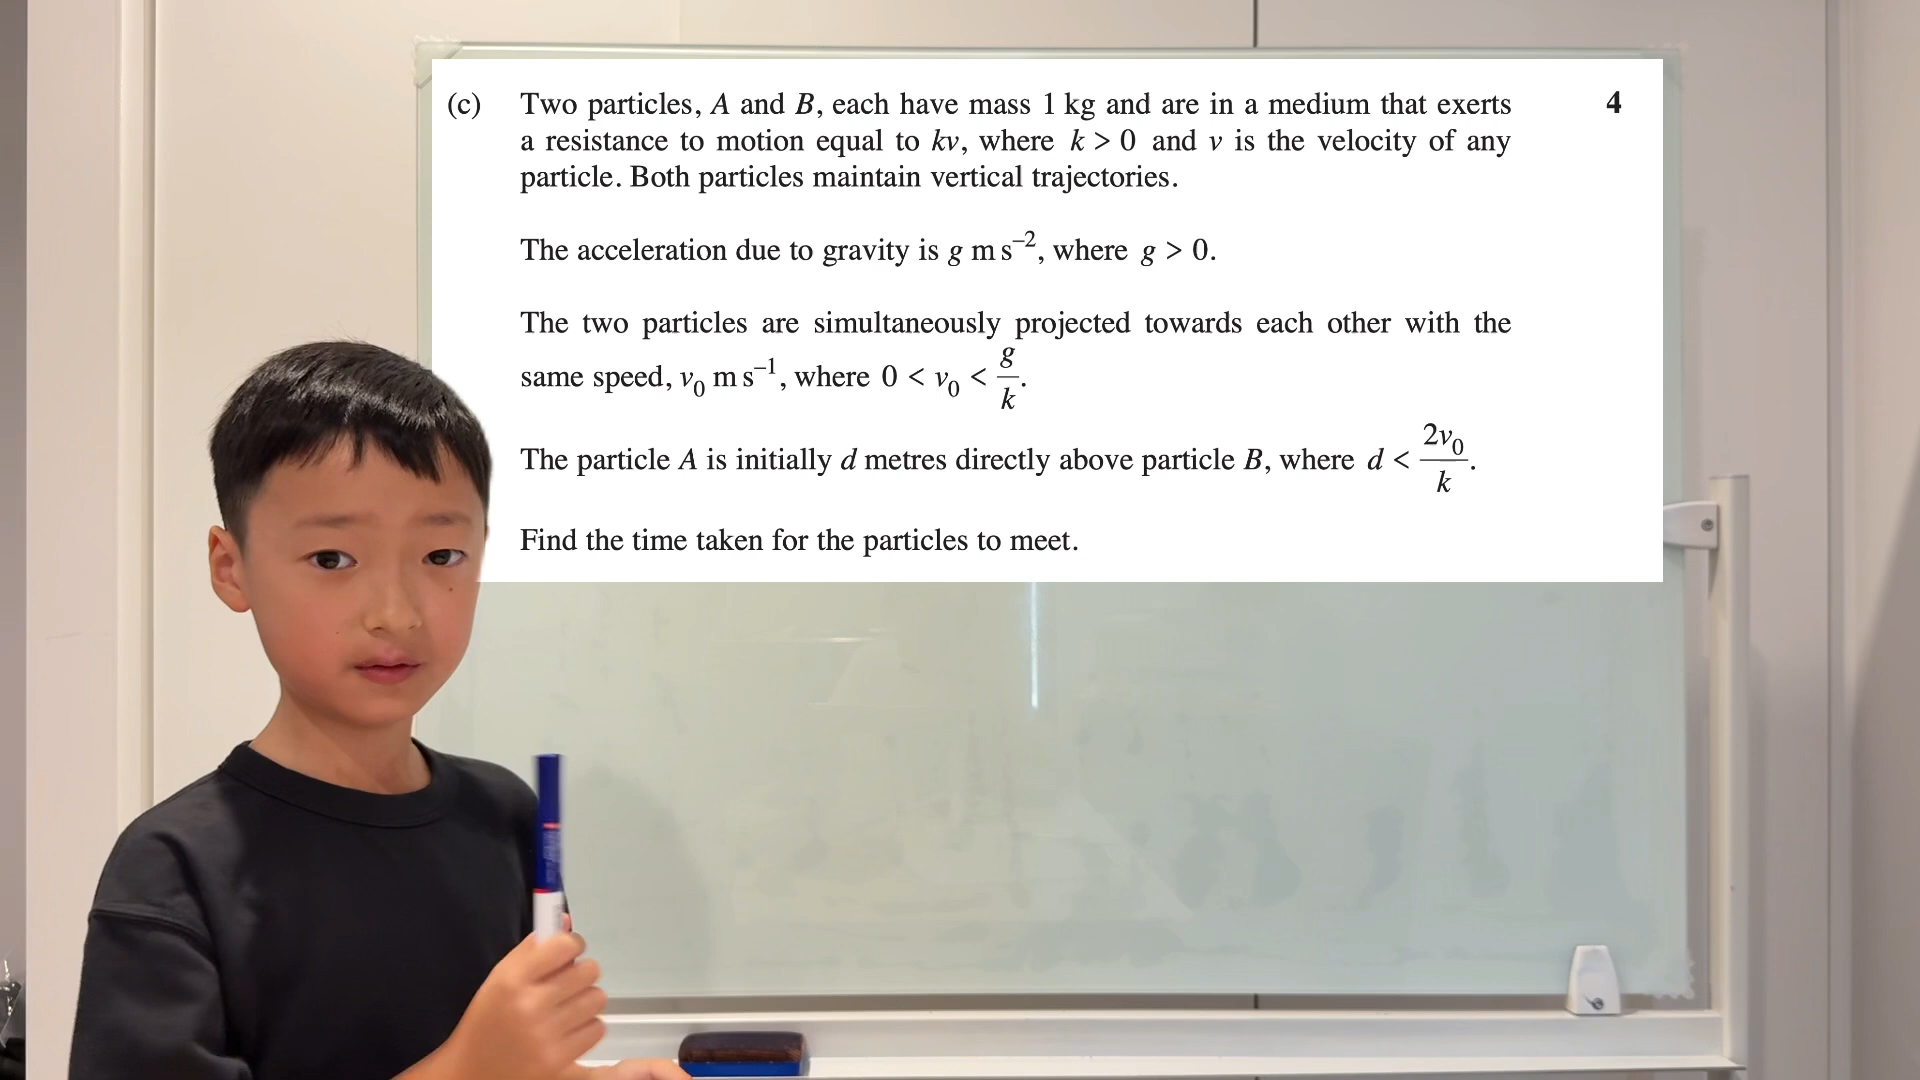 (c) Two particles, A and B, each have mass 1 kg and are in a medium that exerts 4
a resistance to motion equal to kv, where k > 0 and v is the velocity of any
particle. Both particles maintain vertical trajectories.
The acceleration due to gravity is g m s⁻², where g > 0.
The two particles are simultaneously projected towards each other with the
same speed, v₀ m s⁻¹, where 0 < v₀ < g/k.
The particle A is initially d metres directly above particle B, where d < 2v₀/k.
Find the time taken for the particles to meet.